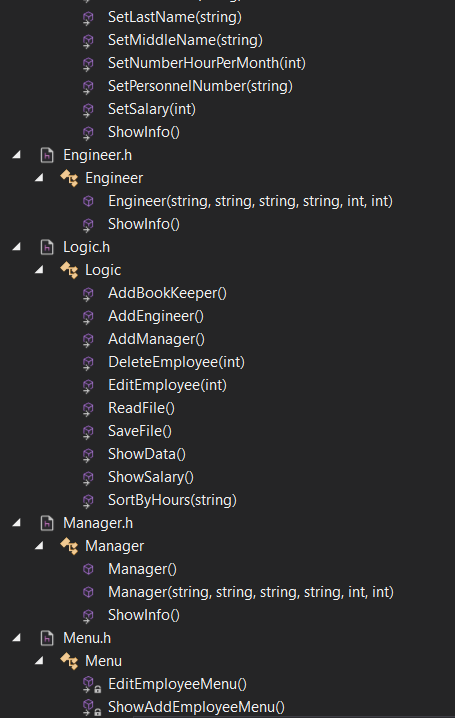 SetLastName(string)
SetMiddleName(string)
SetNumberHourPerMonth(int)
SetPersonnelNumber(string)
SetSalary(int)
ShowInfo()
Engineer.h
Engineer
Engineer(string, string, string, string, int, int)
ShowInfo()
Logic.h
Logic
AddBookKeeper()
AddEngineer()
AddManager()
DeleteEmployee(int)
EditEmployee(int)
ReadFile()
SaveFile()
ShowData()
ShowSalary()
SortByHours(string)
Manager.h
Manager
Manager()
Manager(string, string, string, string, int, int)
ShowInfo()
Menu.h
Menu
EditEmployeeMenu()
ShowAddEmployeeMenu()